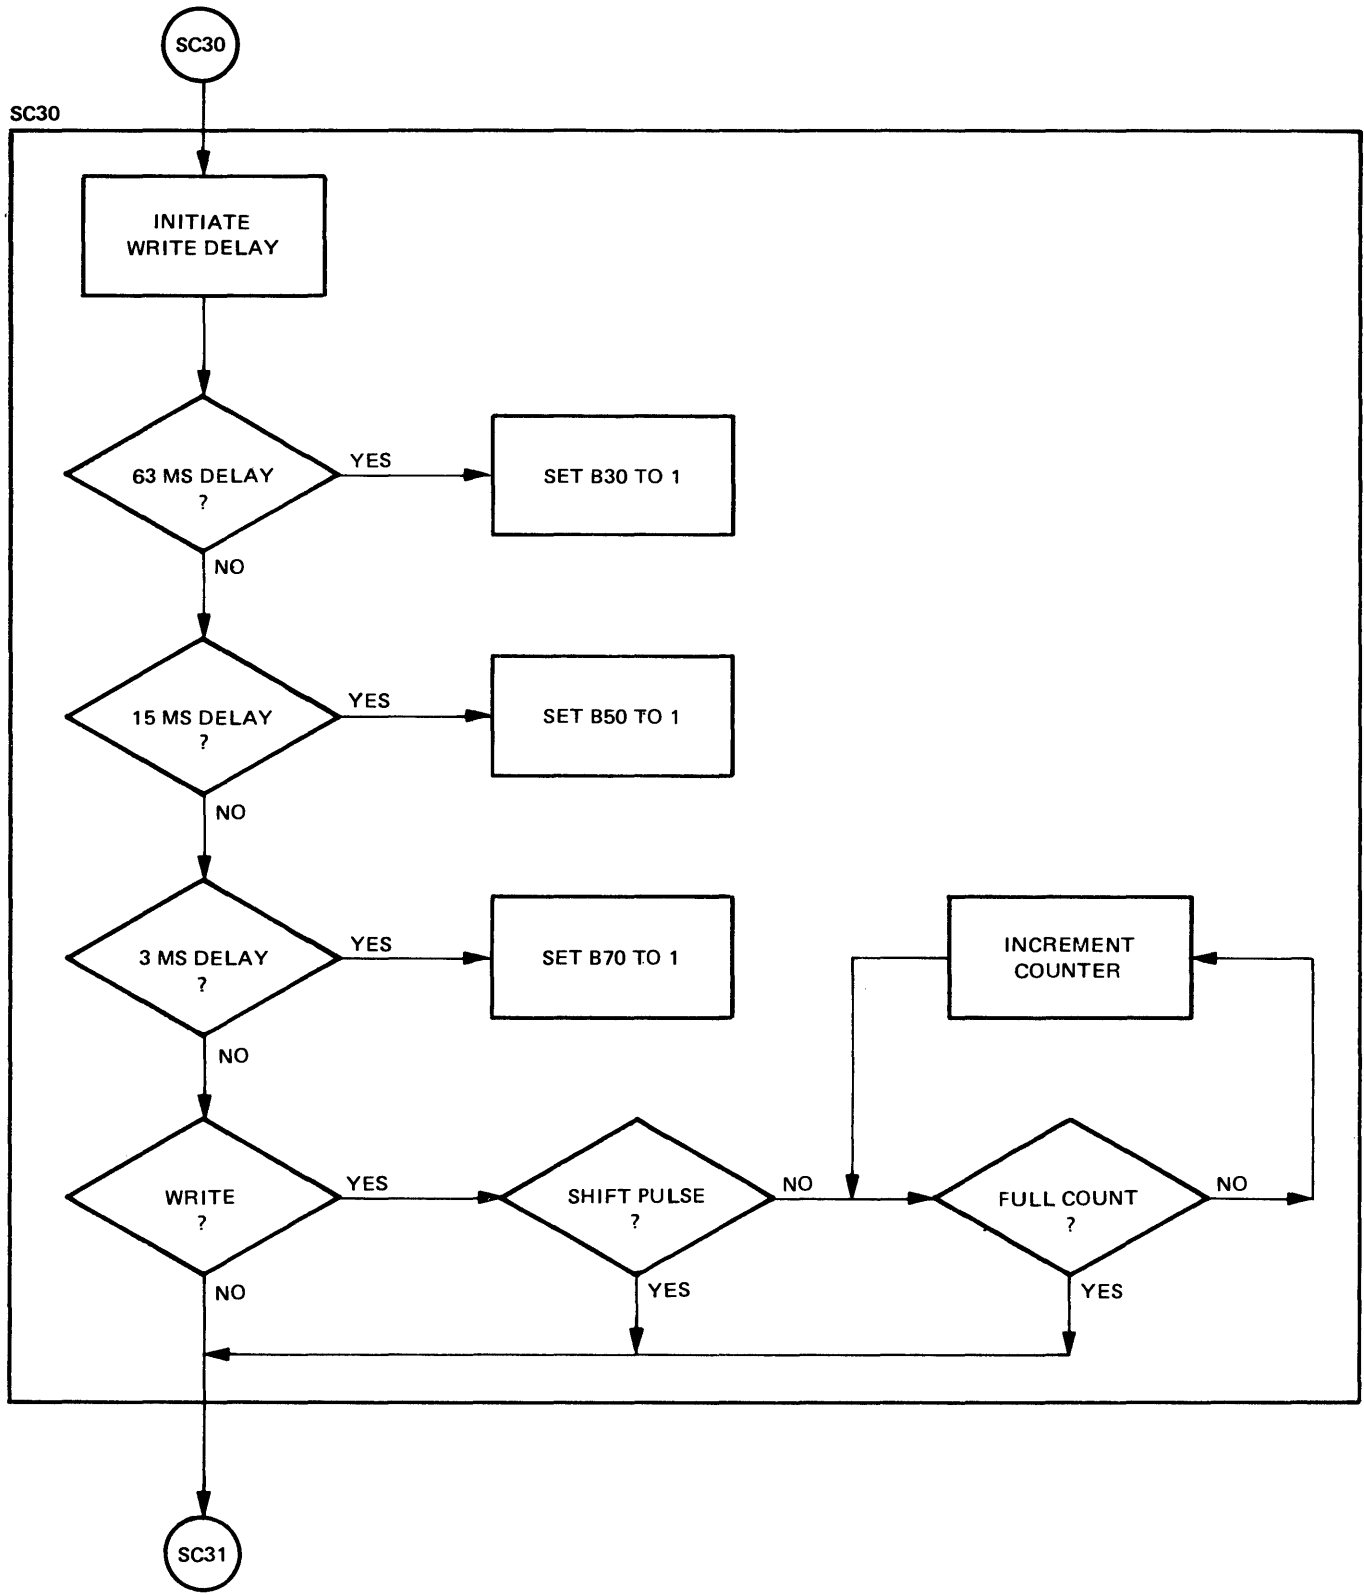 SC30
SC30
INITIATE
WRITE DELAY
63 MS DELAY
?
YES
SET B30 TO 1
NO
15 MS DELAY
?
YES
SET B50 TO 1
NO
3 MS DELAY
?
YES
SET B70 TO 1
INCREMENT
COUNTER
NO
WRITE
?
YES
SHIFT PULSE
?
NO
FULL COUNT
?
NO
NO
YES
YES
SC31